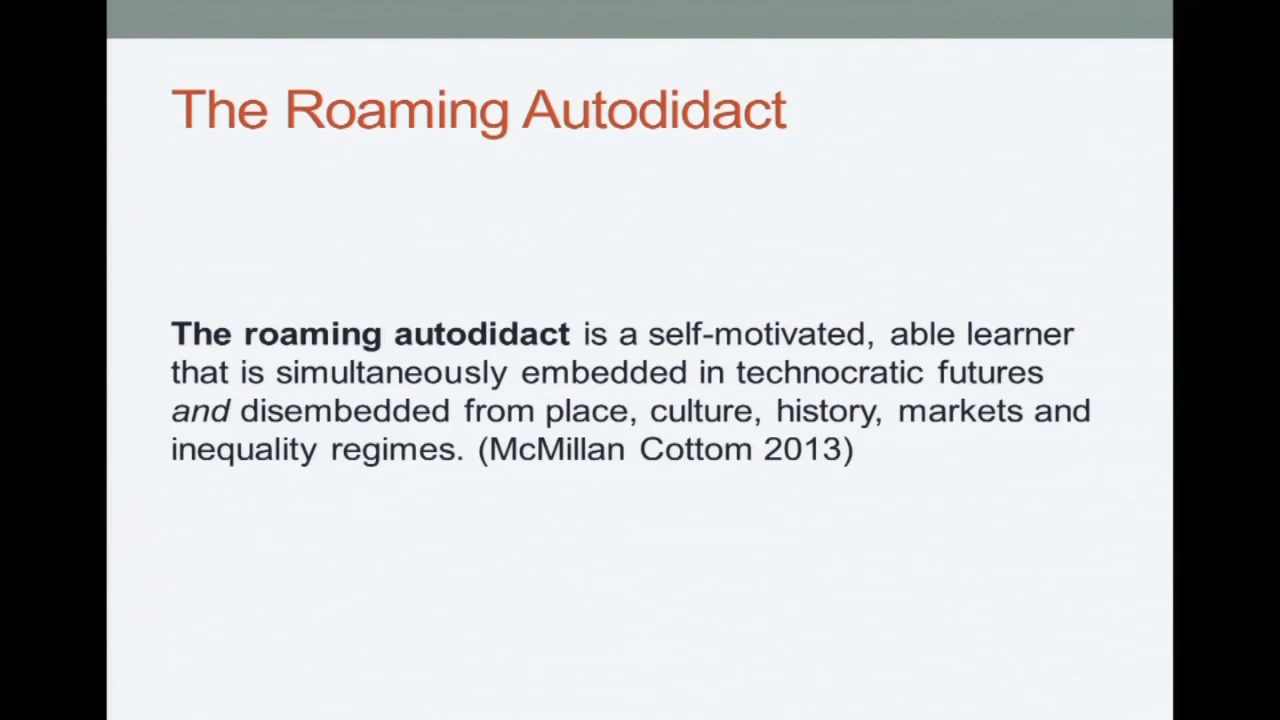 The Roaming Autodidact
The roaming autodidact is a self-motivated, able learner
that is simultaneously embedded in technocratic futures
and disembedded from place, culture, history, markets and
inequality regimes. (McMillan Cottom 2013)